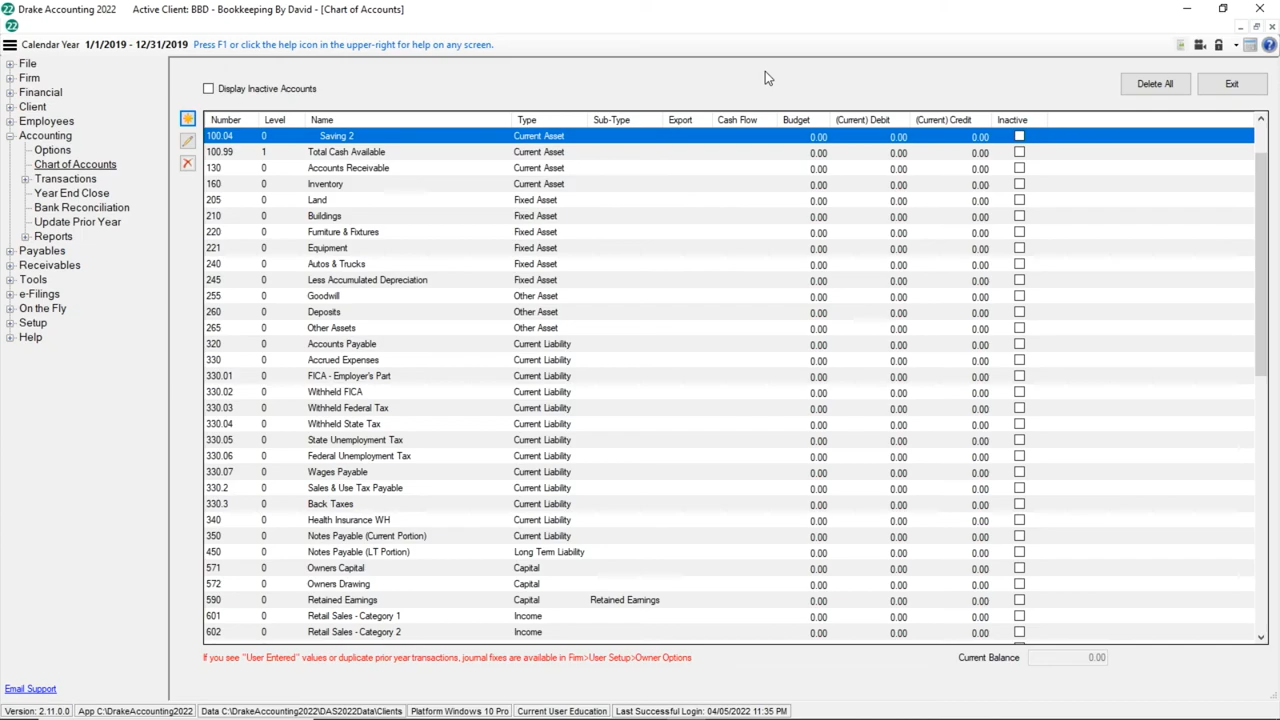 Drake Accounting 2022 Active Client: BBD - Bookkeeping By David - [Chart of Accounts]
Calendar Year 1/1/2019 - 12/31/2019 Press F1 or click the help icon in the upper-right for help on any screen.
File
Firm
Financial
Client
Employees
Accounting
Options
Chart of Accounts
Transactions
Year End Close
Bank Reconciliation
Update Prior Year
Reports
Payables
Receivables
Tools
e-Filings
On the Fly
Setup
Help
Email Support
Display Inactive Accounts
Delete All Exit
Number Level Name Type Sub-Type Export Cash Flow Budget (Current) Debit (Current) Credit Inactive
100.04 0 Saving 2 Current Asset 0.00 0.00 0.00
100.99 1 Total Cash Available Current Asset 0.00 0.00 0.00
130 0 Accounts Receivable Current Asset 0.00 0.00 0.00
160 0 Inventory Current Asset 0.00 0.00 0.00
205 0 Land Fixed Asset 0.00 0.00 0.00
210 0 Buildings Fixed Asset 0.00 0.00 0.00
220 0 Furniture & Fixtures Fixed Asset 0.00 0.00 0.00
221 0 Equipment Fixed Asset 0.00 0.00 0.00
240 0 Autos & Trucks Fixed Asset 0.00 0.00 0.00
245 0 Less Accumulated Depreciation Fixed Asset 0.00 0.00 0.00
255 0 Goodwill Other Asset 0.00 0.00 0.00
260 0 Deposits Other Asset 0.00 0.00 0.00
265 0 Other Assets Other Asset 0.00 0.00 0.00
320 0 Accounts Payable Current Liability 0.00 0.00 0.00
330 0 Accrued Expenses Current Liability 0.00 0.00 0.00
330.01 0 FICA - Employer's Part Current Liability 0.00 0.00 0.00
330.02 0 Withheld FICA Current Liability 0.00 0.00 0.00
330.03 0 Withheld Federal Tax Current Liability 0.00 0.00 0.00
330.04 0 Withheld State Tax Current Liability 0.00 0.00 0.00
330.05 0 State Unemployment Tax Current Liability 0.00 0.00 0.00
330.06 0 Federal Unemployment Tax Current Liability 0.00 0.00 0.00
330.07 0 Wages Payable Current Liability 0.00 0.00 0.00
330.2 0 Sales & Use Tax Payable Current Liability 0.00 0.00 0.00
330.3 0 Back Taxes Current Liability 0.00 0.00 0.00
340 0 Health Insurance WH Current Liability 0.00 0.00 0.00
350 0 Notes Payable (Current Portion) Current Liability 0.00 0.00 0.00
450 0 Notes Payable (LT Portion) Long Term Liability 0.00 0.00 0.00
571 0 Owners Capital Capital 0.00 0.00 0.00
572 0 Owners Drawing Capital 0.00 0.00 0.00
590 0 Retained Earnings Capital Retained Earnings 0.00 0.00 0.00
601 0 Retail Sales - Category 1 Income 0.00 0.00 0.00
602 0 Retail Sales - Category 2 Income 0.00 0.00 0.00
If you see "User Entered" values or duplicate prior year transactions, journal fixes are available in Firm>User Setup>Owner Options Current Balance 0.00
Version: 2.11.0.0 App C:\DrakeAccounting2022 Data C:\DrakeAccounting2022\DAS2022Data\Clients Platform Windows 10 Pro Current User Education Last Successful Login: 04/05/2022 11:35 PM